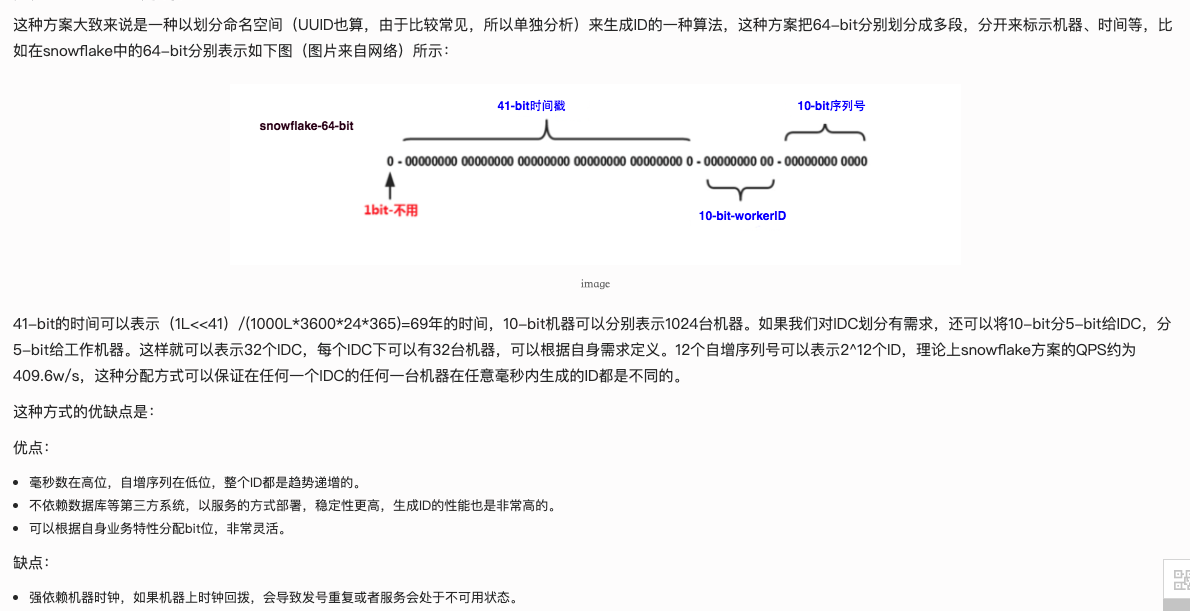 这种方案大致来说是一种以划分命名空间（UUID也算，由于比较常见，所以单独分析）来生成ID的一种算法，这种方案把64-bit分别划分成多段，分开来标示机器、时间等，比
如在snowflake中的64-bit分别表示如下图（图片来自网络）所示：
41-bit时间戳
10-bit序列号
snowflake-64-bit
0 - 00000000 00000000 00000000 00000000 00000000 0 - 00000000 00 - 00000000 0000
1bit-不用
10-bit-workerID
image
41-bit的时间可以表示（1L<<41）/(1000L*3600*24*365)=69年的时间，10-bit机器可以分别表示1024台机器。如果我们对IDC划分有需求，还可以将10-bit分5-bit给IDC，分
5-bit给工作机器。这样就可以表示32个IDC，每个IDC下可以有32台机器，可以根据自身需求定义。12个自增序列号可以表示2^12个ID，理论上snowflake方案的QPS约为
409.6w/s，这种分配方式可以保证在任何一个IDC的任何一台机器在任意毫秒内生成的ID都是不同的。
这种方式的优缺点是：
优点：
• 毫秒数在高位，自增序列在低位，整个ID都是趋势递增的。
• 不依赖数据库等第三方系统，以服务的方式部署，稳定性更高，生成ID的性能也是非常高的。
• 可以根据自身业务特性分配bit位，非常灵活。
缺点：
• 强依赖机器时钟，如果机器上时钟回拨，会导致发号重复或者服务会处于不可用状态。